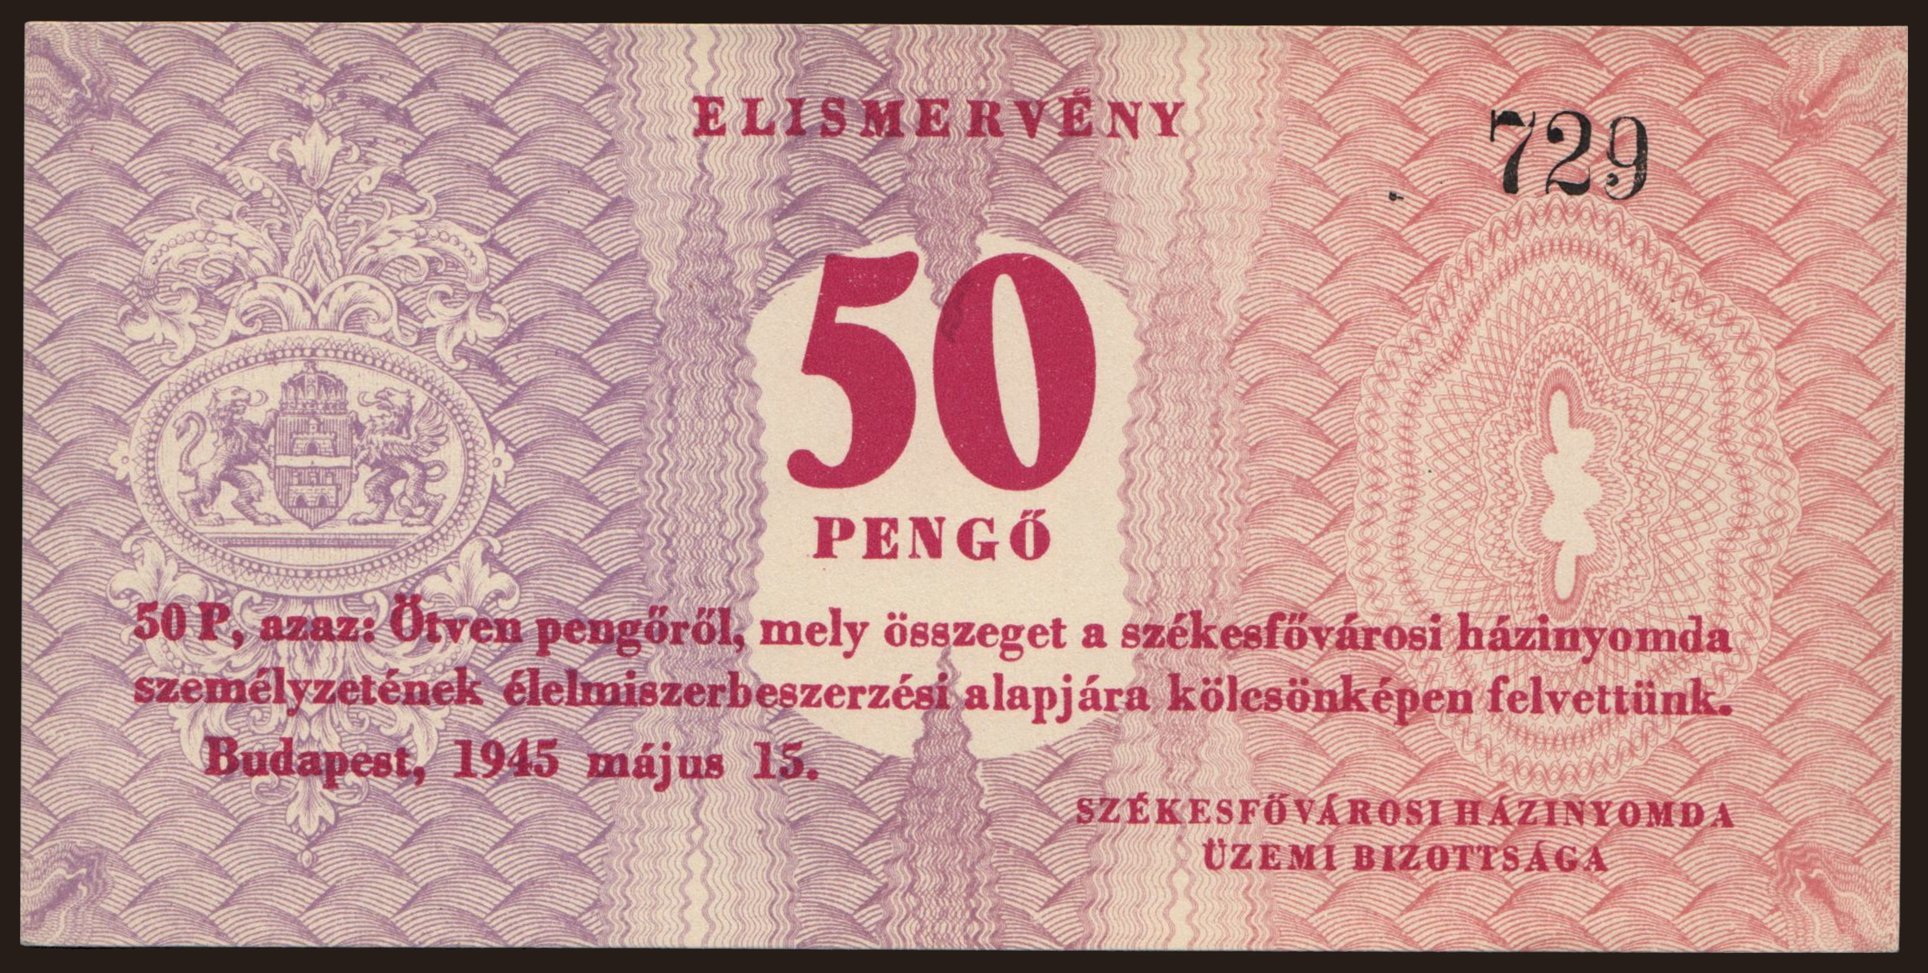 ELISMERVÉNY
729
50
PENGŐ
50 P, azaz: Ötven pengőről, mely összeget a székesfővárosi házinyomda
személyzetének élelmiszerbeszerzési alapjára kölcsönképen felvettünk.
Budapest, 1945 május 15.
SZÉKESFŐVÁROSI HÁZINYOMDA
ÜZEMI BIZOTTSÁGA